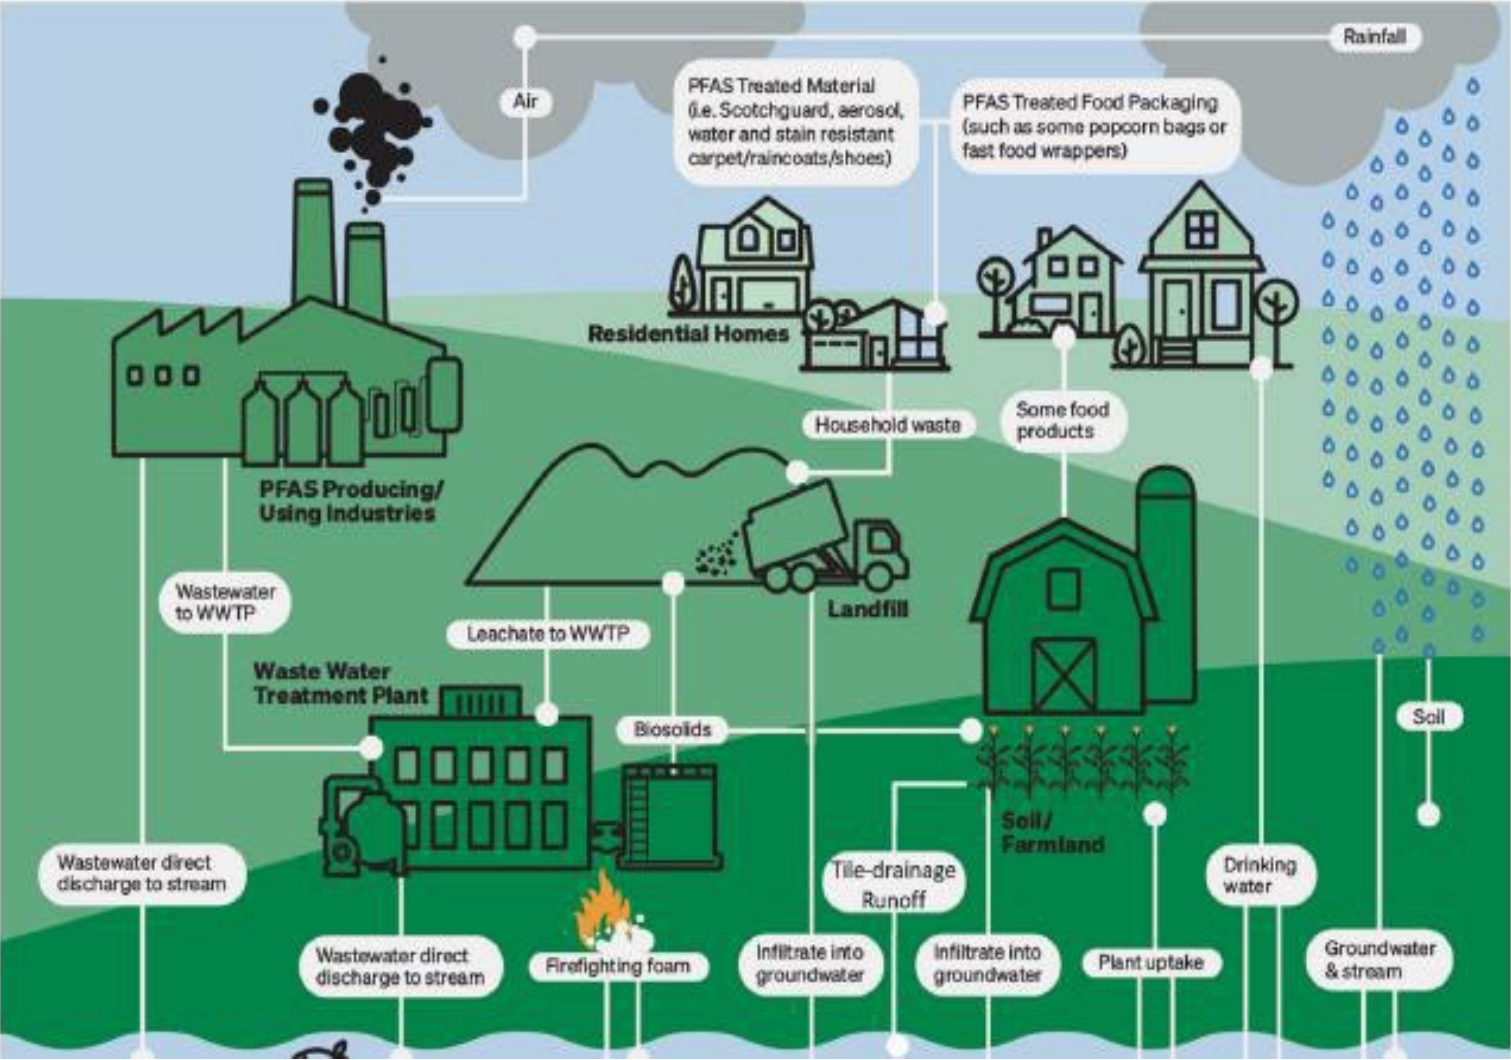 Rainfall
Air
PFAS Treated Material
(i.e. Scotchguard, aerosol,
water and stain resistant
carpet/raincoats/shoes)
PFAS Treated Food Packaging
(such as some popcorn bags or
fast food wrappers)
Residential Homes
Household waste
Some food
products
PFAS Producing/
Using Industries
Wastewater
to WWTP
Landfill
Leachate to WWTP
Waste Water
Treatment Plant
Biosolids
Soil
Soil/
Farmland
Wastewater direct
discharge to stream
Tile-drainage
Runoff
Drinking
water
Wastewater direct
discharge to stream
Firefighting foam
Infiltrate into
groundwater
Infiltrate into
groundwater
Plant uptake
Groundwater
& stream